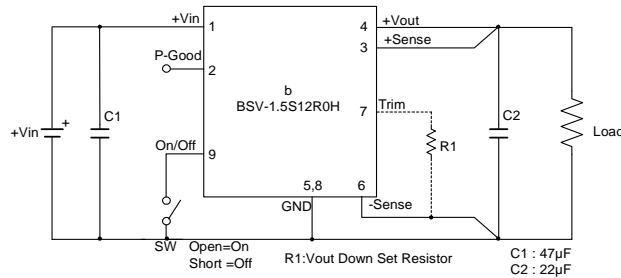 +Vin
1
4
+Vout
3
+Sense
P-Good
2
b
BSV-1.5S12R0H
7
Trim
C1
C2
+Vin
+
Load
R1
On/Off
9
5,8
6
GND
-Sense
SW
Open=On
Short =Off
R1:Vout Down Set Resistor
C1 : 47µF
C2 : 22µF